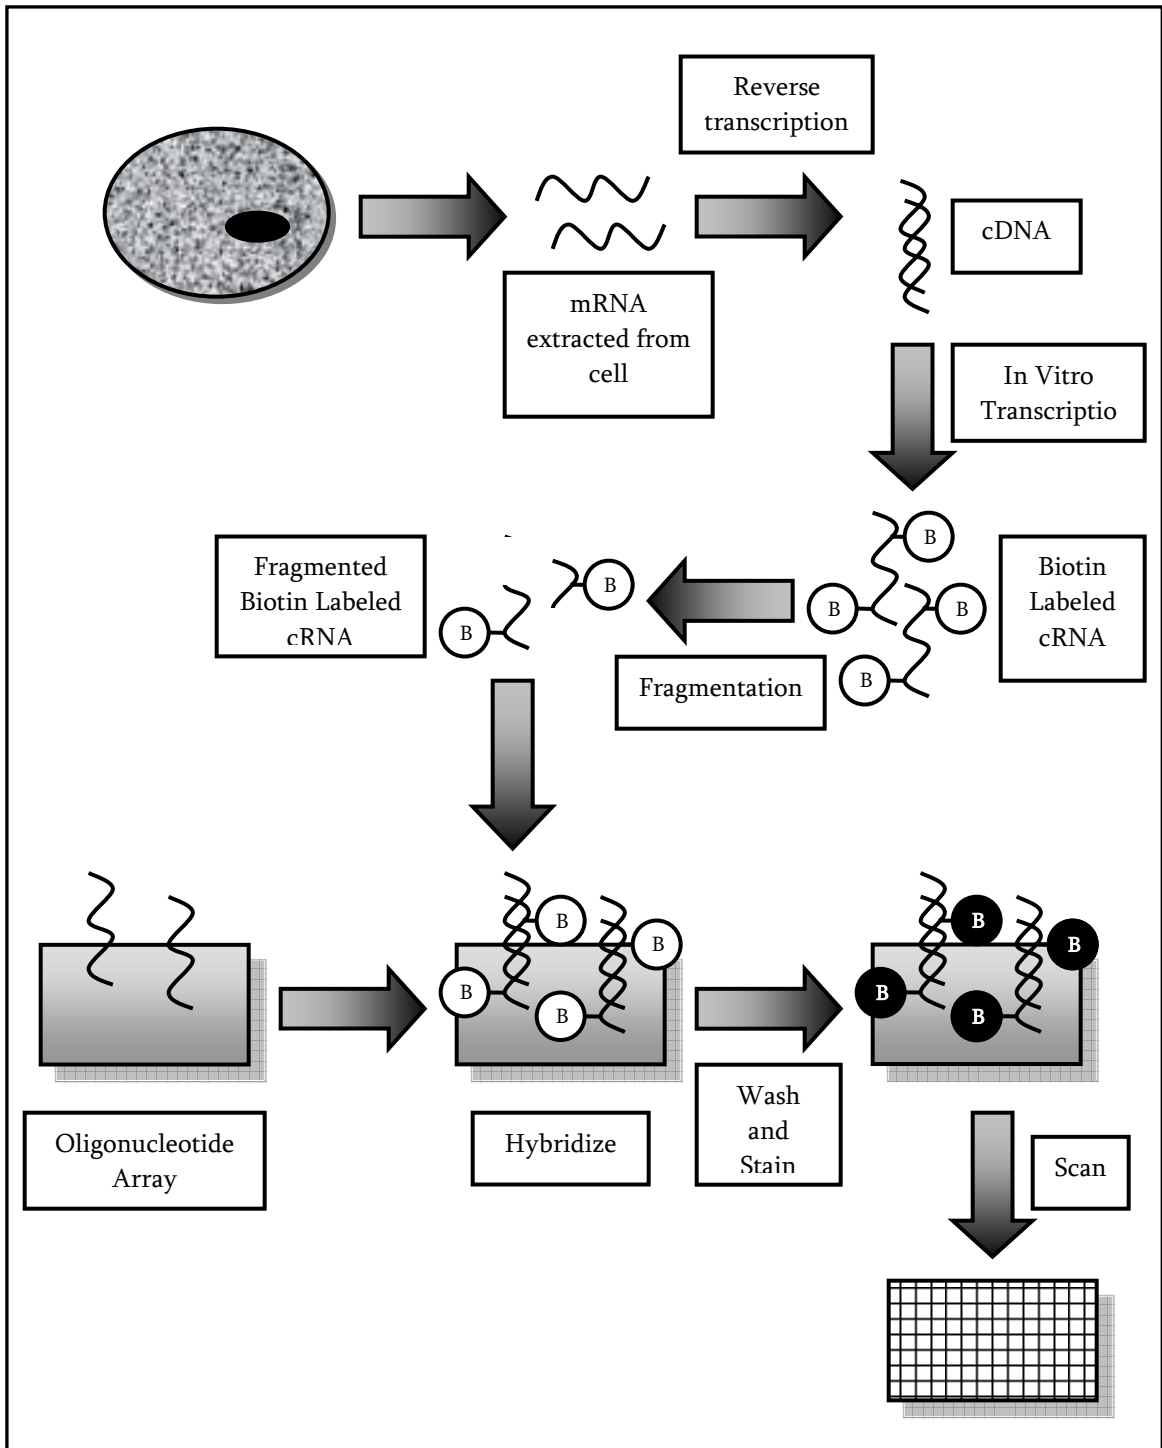 Reverse
transcription
cDNA
mRNA
extracted from
cell
In Vitro
Transcriptio
B
B
B
B
Biotin
Labeled
cRNA
Fragmentation
B
B
Fragmented
Biotin Labeled
cRNA
B
B
B
B
B
B
B
B
Oligonucleotide
Array
Hybridize
Wash
and
Stain
Scan